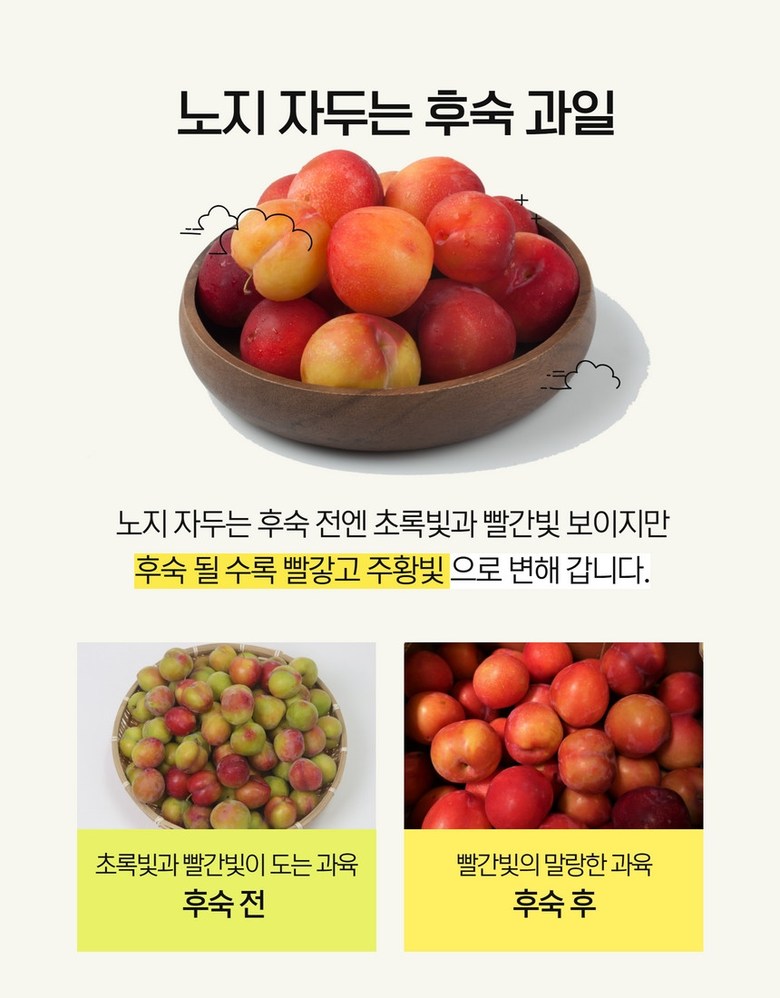 노지 자두는 후숙 과일
노지 자두는 후숙 전엔 초록빛과 빨간빛 보이지만
후숙 될 수록 빨갛고 주황빛 으로 변해 갑니다.
초록빛과 빨간빛이 도는 과육
후숙 전
빨간빛의 말랑한 과육
후숙 후